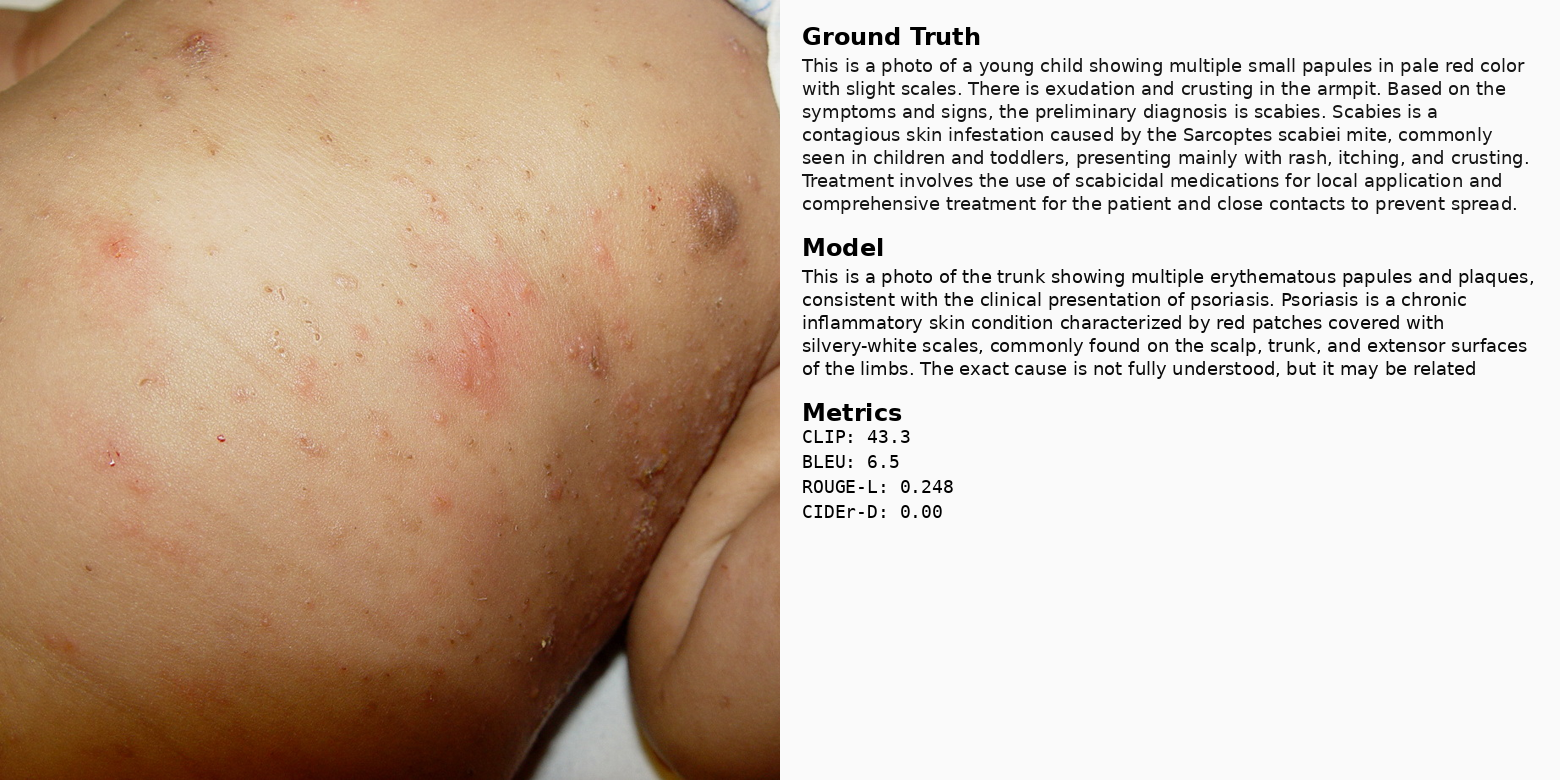 Ground Truth
This is a photo of a young child showing multiple small papules in pale red color
with slight scales. There is exudation and crusting in the armpit. Based on the
symptoms and signs, the preliminary diagnosis is scabies. Scabies is a
contagious skin infestation caused by the Sarcoptes scabiei mite, commonly
seen in children and toddlers, presenting mainly with rash, itching, and crusting.
Treatment involves the use of scabicidal medications for local application and
comprehensive treatment for the patient and close contacts to prevent spread.
Model
This is a photo of the trunk showing multiple erythematous papules and plaques,
consistent with the clinical presentation of psoriasis. Psoriasis is a chronic
inflammatory skin condition characterized by red patches covered with
silvery-white scales, commonly found on the scalp, trunk, and extensor surfaces
of the limbs. The exact cause is not fully understood, but it may be related
Metrics
CLIP: 43.3
BLEU: 6.5
ROUGE-L: 0.248
CIDEr-D: 0.00